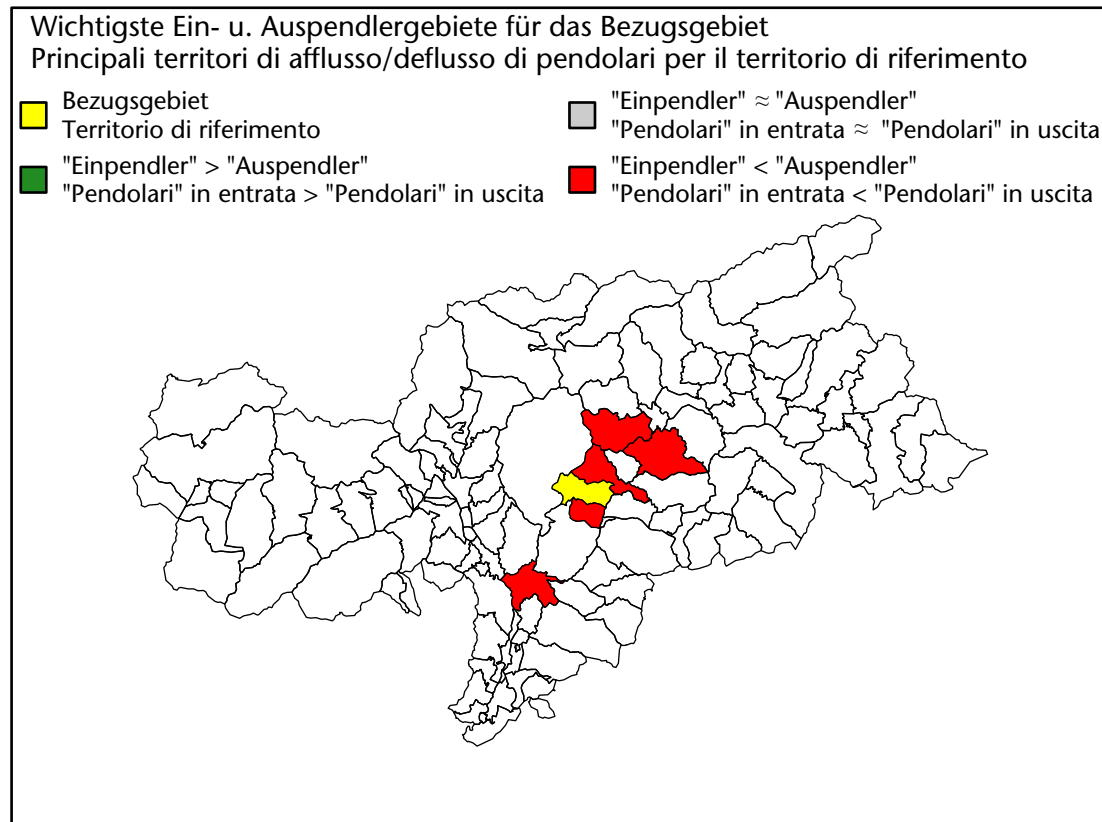 Wichtigste Ein- u. Auspendlergebiete für das Bezugsgebiet
Principali territori di afflusso/deflusso di pendolari per il territorio di riferimento
Bezugsgebiet
Territorio di riferimento
"Einpendler" > "Auspendler"
"Pendolari" in entrata > "Pendolari" in uscita
"Einpendler" ≈ "Auspendler"
"Pendolari" in entrata ≈ "Pendolari" in uscita
"Einpendler" < "Auspendler"
"Pendolari" in entrata < "Pendolari" in uscita